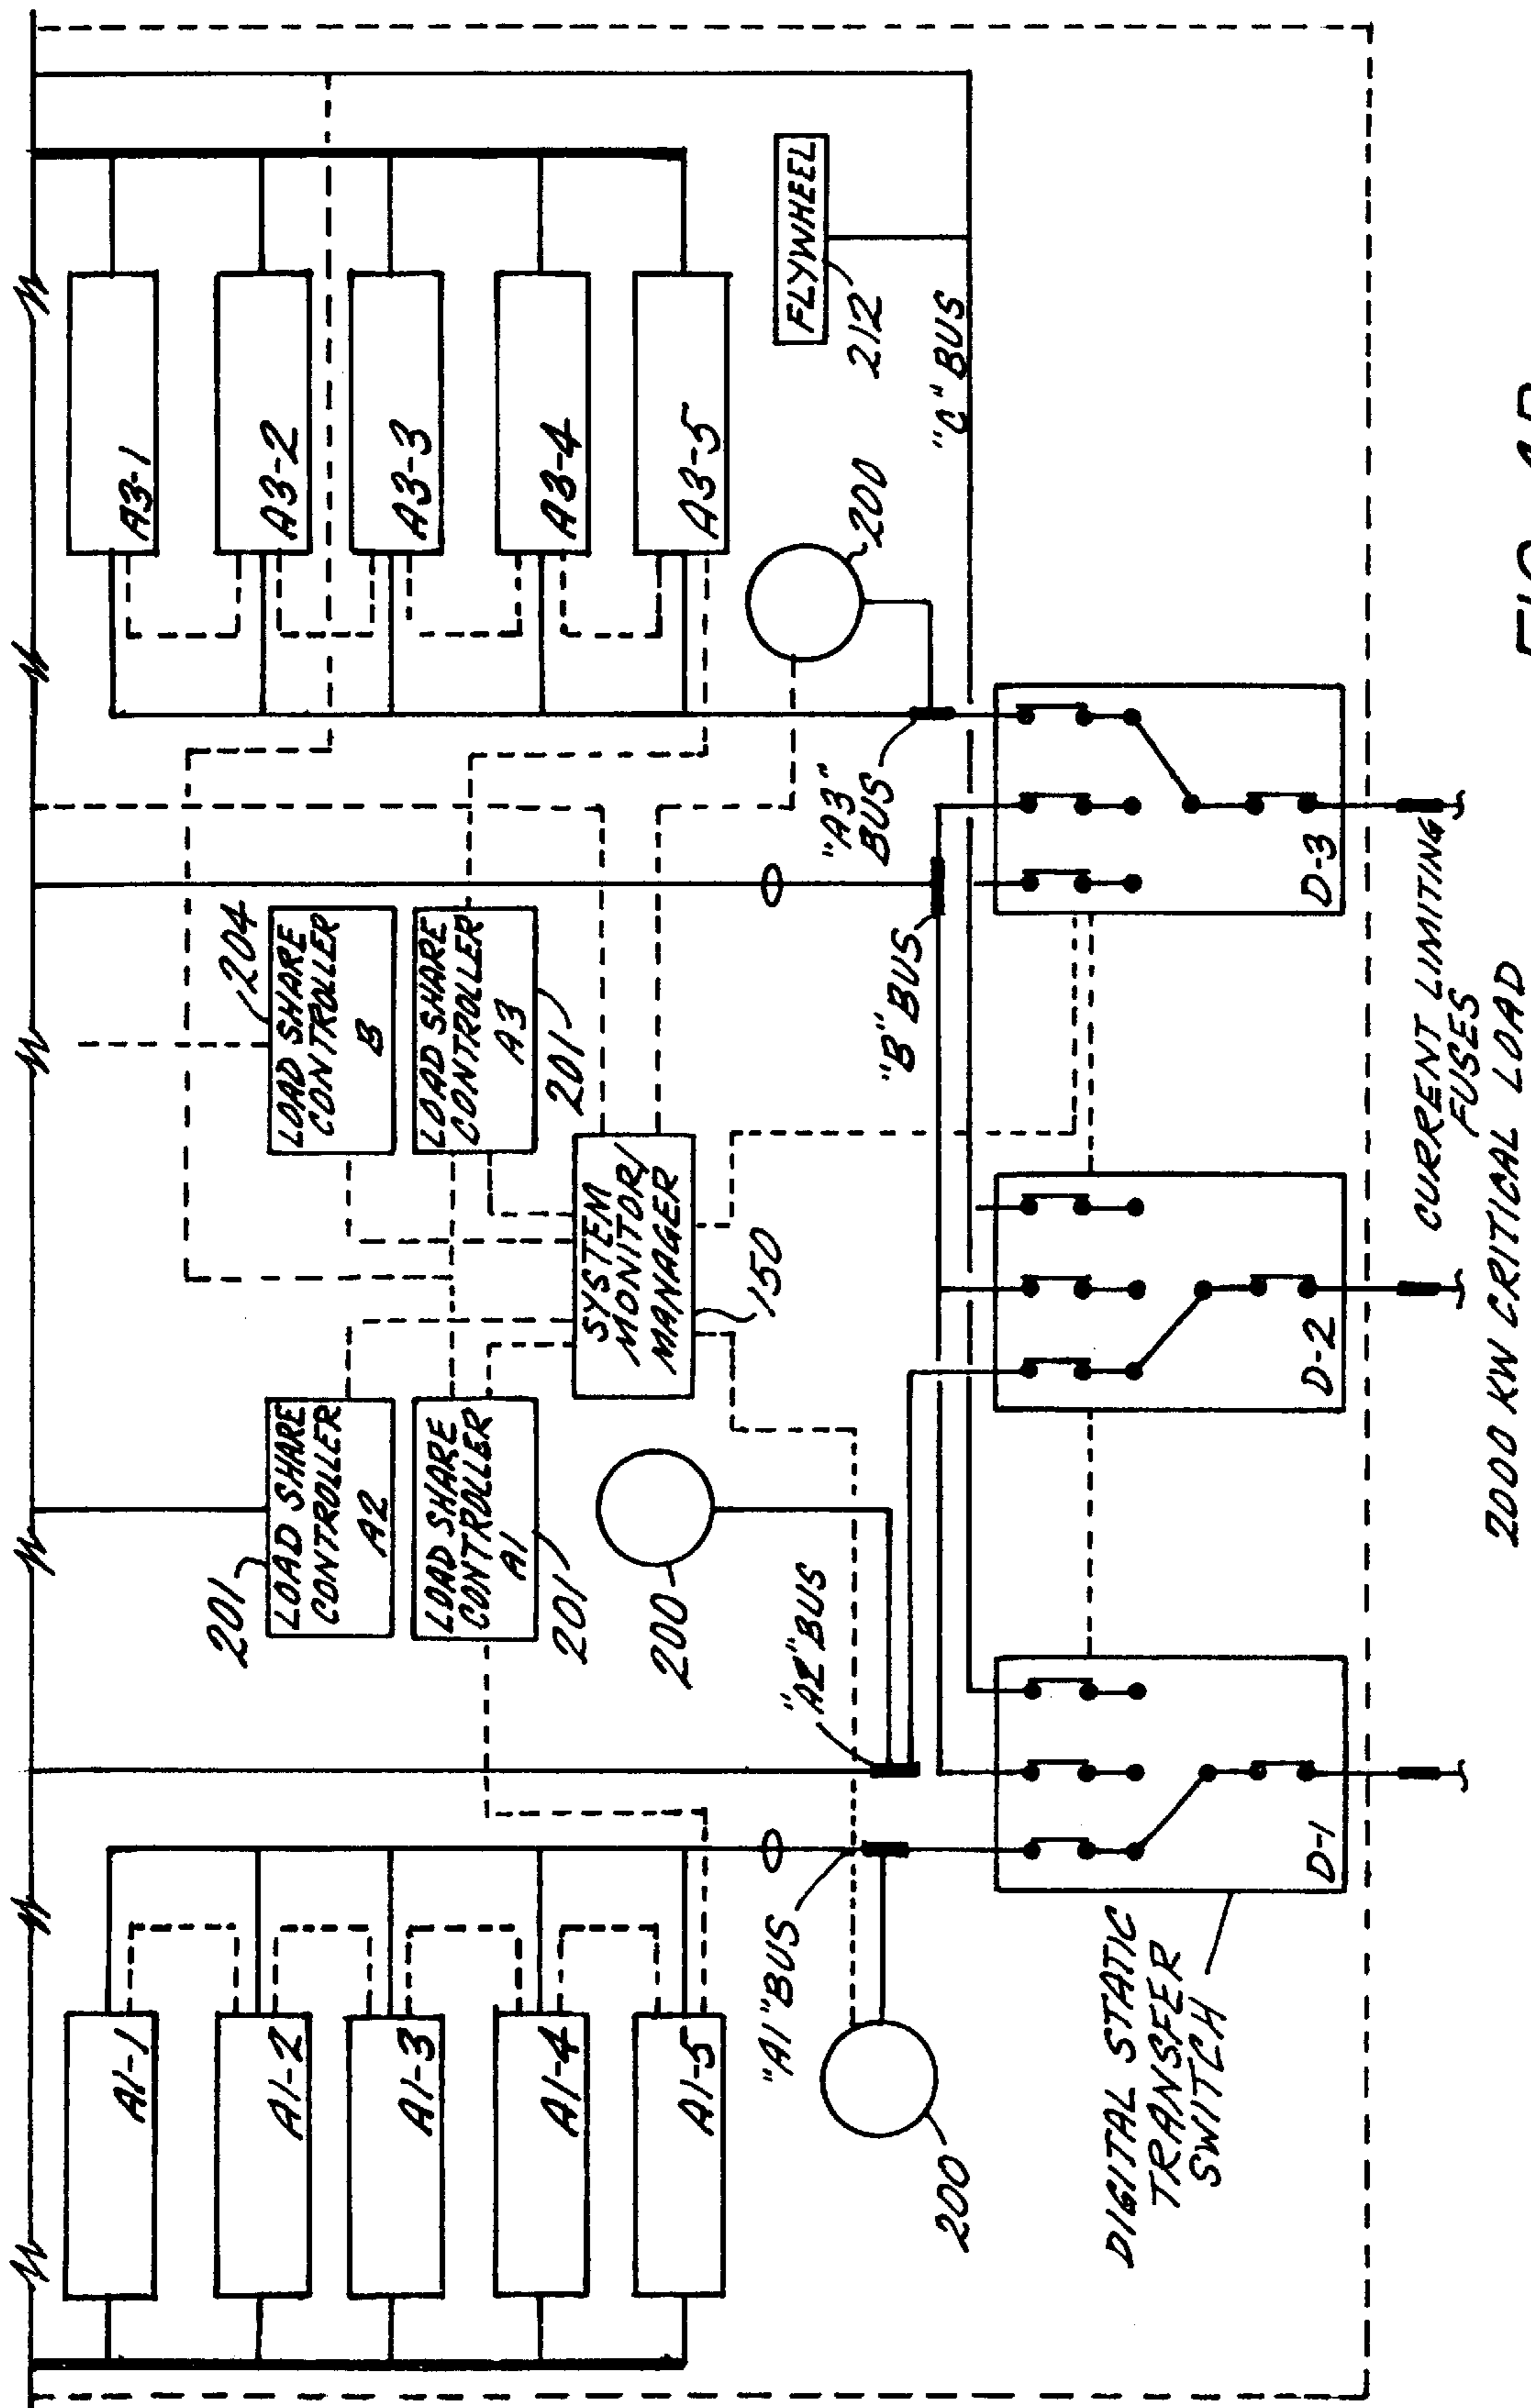 A1-1
A1-2
A1-3
A1-4
A1-5
"A1" BUS
200
DIGITAL STATIC
TRANSFER
SWITCH
D-1
201
LOAD SHARE
CONTROLLER
A2
LOAD SHARE
CONTROLLER
A1
201
200
"A2" BUS
SYSTEM
MONITOR/
MANAGER
150
D-2
204
LOAD SHARE
CONTROLLER
B
LOAD SHARE
CONTROLLER
A3
201
"B" BUS
"A3"
BUS
D-3
A3-1
A3-2
A3-3
A3-4
A3-5
200
FLYWHEEL
212
"C" BUS
CURRENT LIMITING
FUSES
2000 KW CRITICAL LOAD